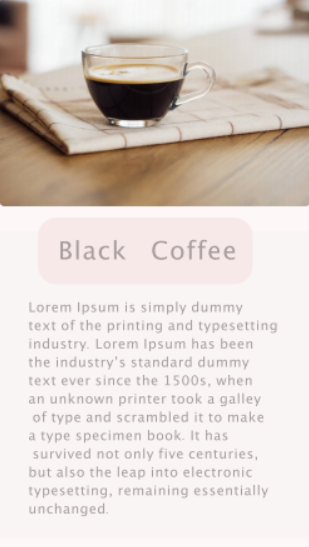 Black Coffee
Lorem Ipsum is simply dummy
text of the printing and typesetting
industry. Lorem Ipsum has been
the industry's standard dummy
text ever since the 1500s, when
an unknown printer took a galley
of type and scrambled it to make
a type specimen book. It has
survived not only five centuries,
but also the leap into electronic
typesetting, remaining essentially
unchanged.